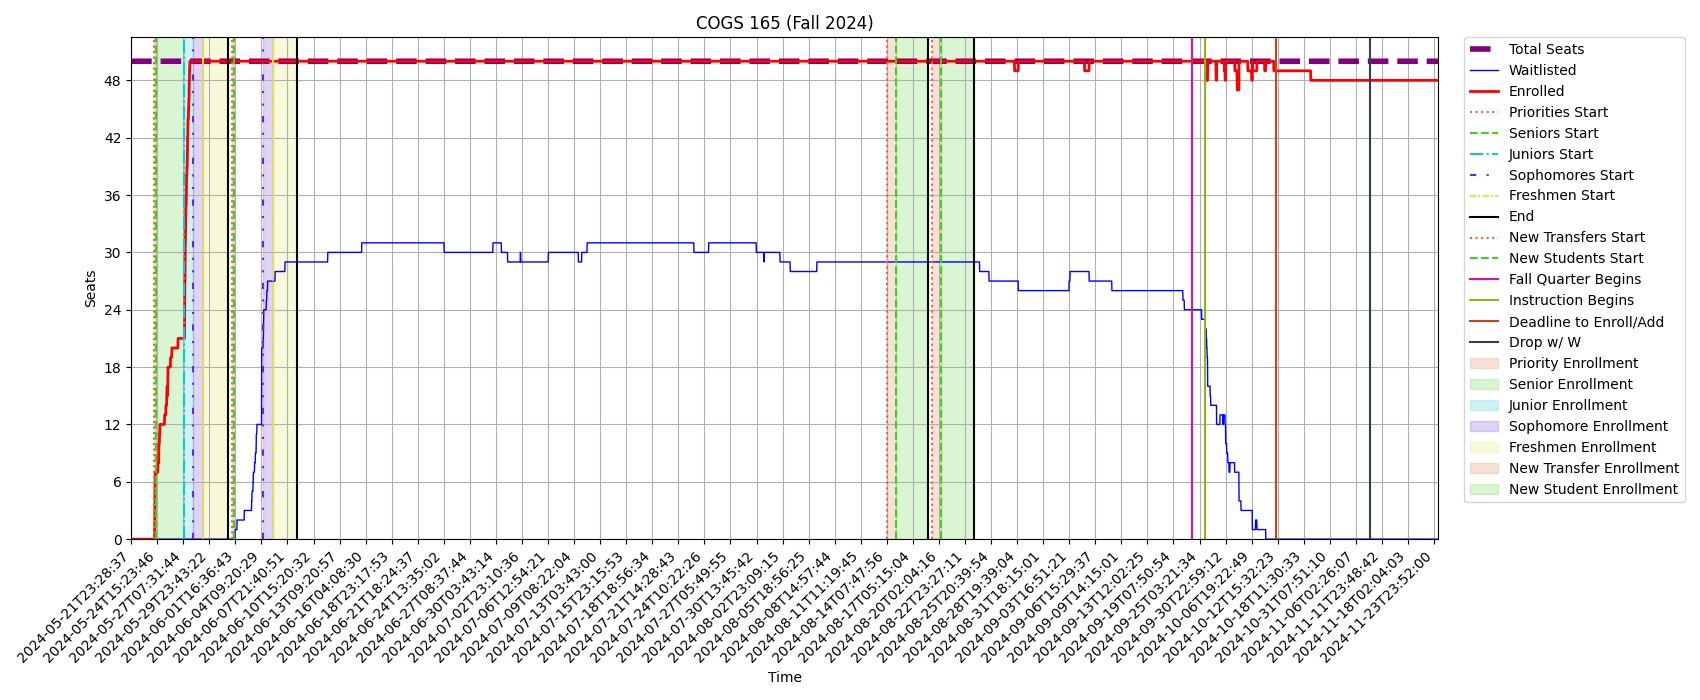 COGS 165 (Fall 2024)
Seats
48
42
36
30
24
18
12
6
0
2024-05-21T23:28:37
2024-05-24T15:23:46
2024-05-27T07:31:44
2024-05-29T23:43:22
2024-06-01T16:36:43
2024-06-04T09:20:29
2024-06-07T21:40:51
2024-06-10T15:20:32
2024-06-13T09:20:57
2024-06-16T04:08:30
2024-06-18T23:17:53
2024-06-21T18:24:37
2024-06-24T13:35:02
2024-06-27T08:37:44
2024-06-30T03:43:14
2024-07-02T23:10:36
2024-07-06T12:54:21
2024-07-09T08:22:04
2024-07-13T03:43:00
2024-07-15T23:15:53
2024-07-18T18:56:34
2024-07-21T14:28:43
2024-07-24T10:22:26
2024-07-27T05:49:55
2024-07-30T13:45:42
2024-08-02T23:09:15
2024-08-05T18:56:25
2024-08-08T14:57:44
2024-08-11T11:19:45
2024-08-14T07:47:56
2024-08-17T05:15:04
2024-08-20T02:04:16
2024-08-22T23:27:11
2024-08-25T20:39:54
2024-08-28T19:39:04
2024-08-31T18:15:01
2024-09-03T16:51:21
2024-09-06T15:29:37
2024-09-09T14:15:01
2024-09-13T12:02:25
2024-09-19T07:50:54
2024-09-25T03:21:34
2024-09-30T22:59:12
2024-10-06T19:22:49
2024-10-12T15:32:23
2024-10-18T11:30:33
2024-10-31T07:51:10
2024-11-06T02:26:07
2024-11-11T23:48:42
2024-11-18T02:04:03
2024-11-23T23:52:00
Time
Total Seats
Waitlisted
Enrolled
Priorities Start
Seniors Start
Juniors Start
Sophomores Start
Freshmen Start
End
New Transfers Start
New Students Start
Fall Quarter Begins
Instruction Begins
Deadline to Enroll/Add
Drop w/ W
Priority Enrollment
Senior Enrollment
Junior Enrollment
Sophomore Enrollment
Freshmen Enrollment
New Transfer Enrollment
New Student Enrollment